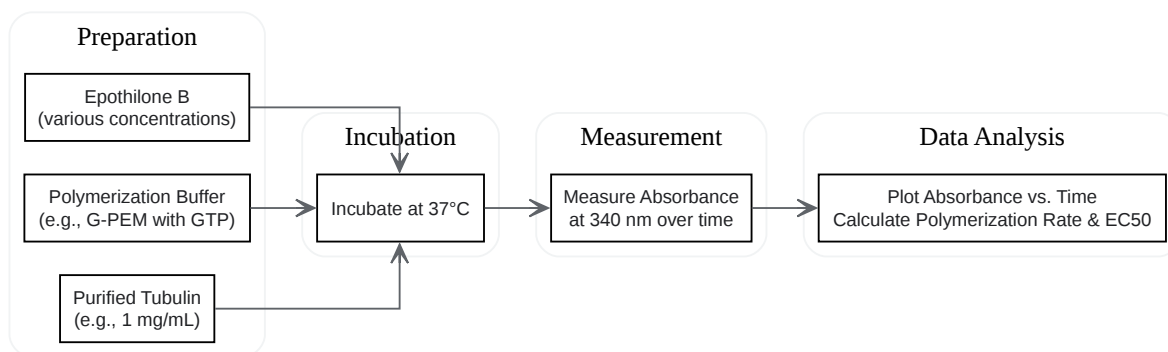 Preparation
Epothilone B
(various concentrations)
Polymerization Buffer
(e.g., G-PEM with GTP)
Purified Tubulin
(e.g., 1 mg/mL)
Incubation
Incubate at 37°C
Measurement
Measure Absorbance
at 340 nm over time
Data Analysis
Plot Absorbance vs. Time
Calculate Polymerization Rate & EC50